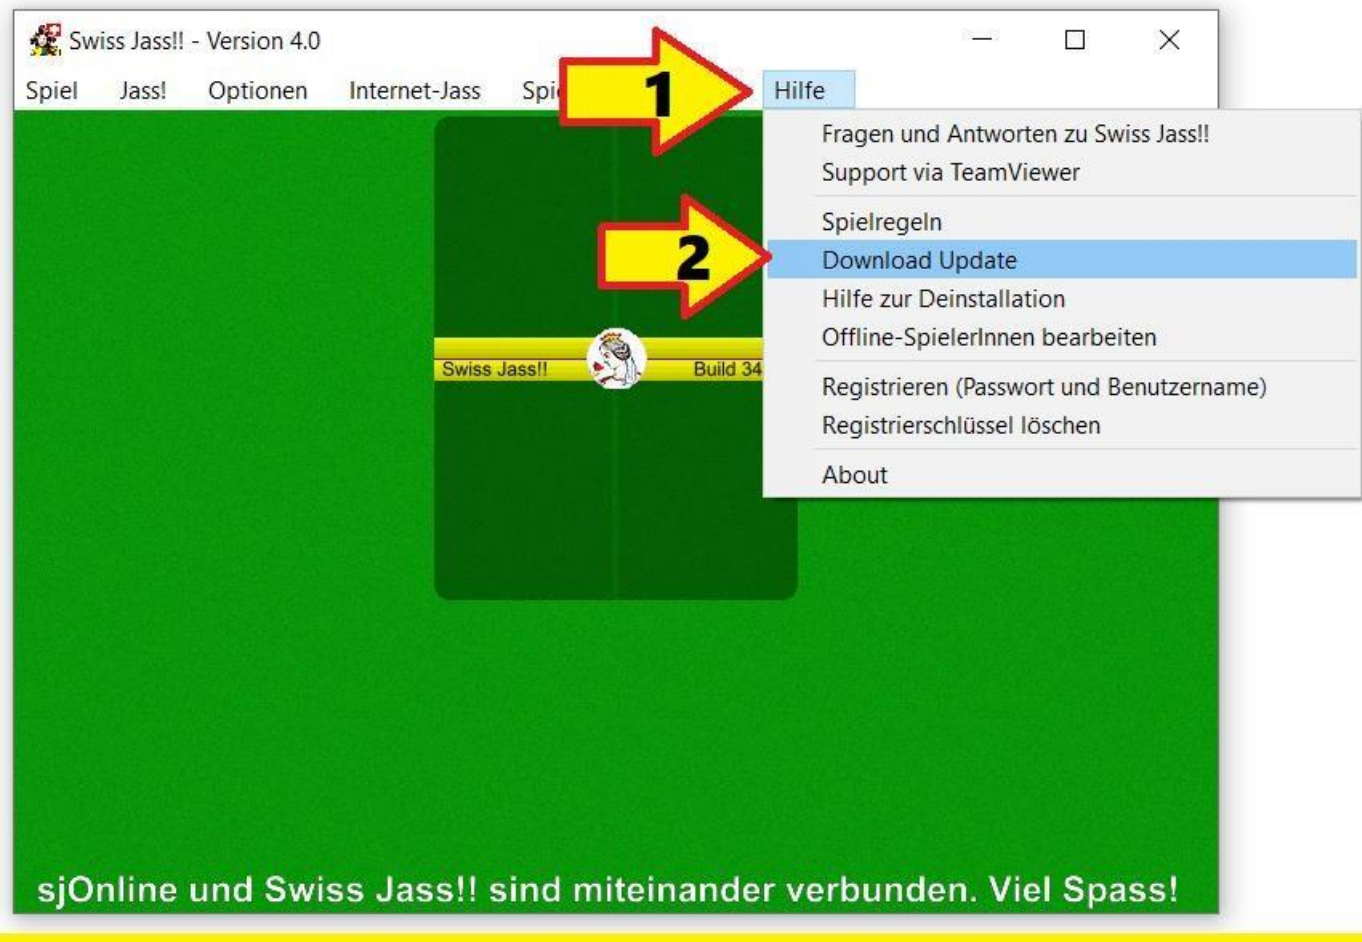 Swiss Jass!! - Version 4.0
Spiel Jass! Optionen Internet-Jass 1 Hilfe
Fragen und Antworten zu Swiss Jass!!
Support via TeamViewer
Spielregeln
2 Download Update
Hilfe zur Deinstallation
Offline-SpielerInnen bearbeiten
Swiss Jass!! Build 34
Registrieren (Passwort und Benutzername)
Registrierschlüssel löschen
About
sjOnline und Swiss Jass!! sind miteinander verbunden. Viel Spass!